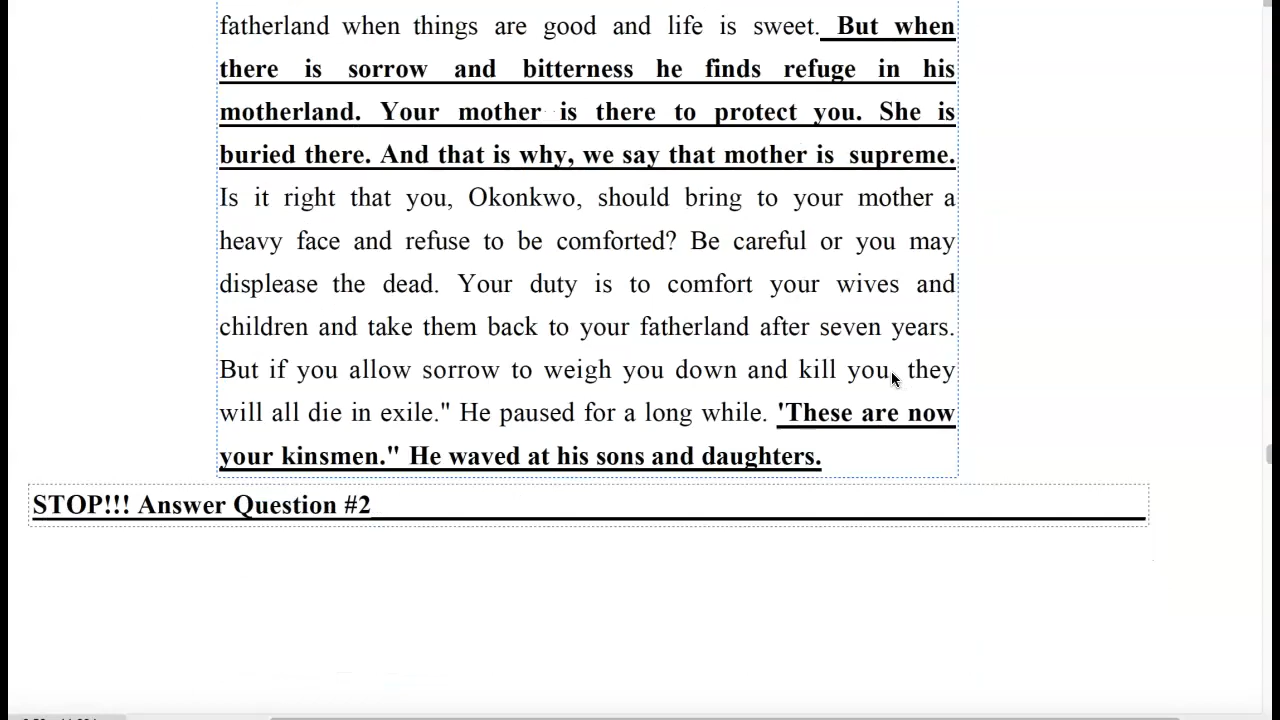 fatherland when things are good and life is sweet. But when
there is sorrow and bitterness he finds refuge in his
motherland. Your mother is there to protect you. She is
buried there. And that is why, we say that mother is supreme.
Is it right that you, Okonkwo, should bring to your mother a
heavy face and refuse to be comforted? Be careful or you may
displease the dead. Your duty is to comfort your wives and
children and take them back to your fatherland after seven years.
But if you allow sorrow to weigh you down and kill you, they
will all die in exile." He paused for a long while. 'These are now
your kinsmen." He waved at his sons and daughters.
STOP!!! Answer Question #2